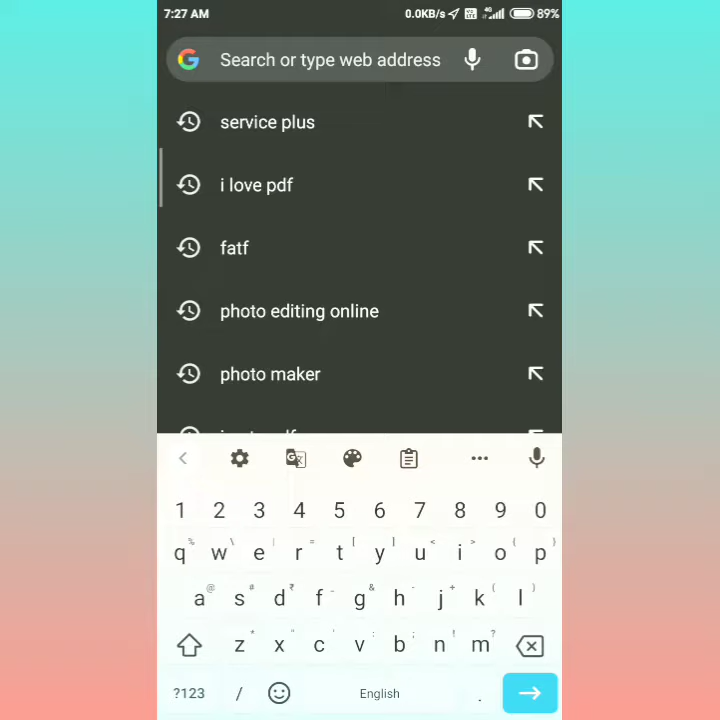 7:27 AM 0.0KB/s 4G 89%
Search or type web address
service plus
i love pdf
fatf
photo editing online
photo maker
1 2 3 4 5 6 7 8 9 0
q w e r t y u i o p
a s d f g h j k l
z x c v b n m
?123 / English .